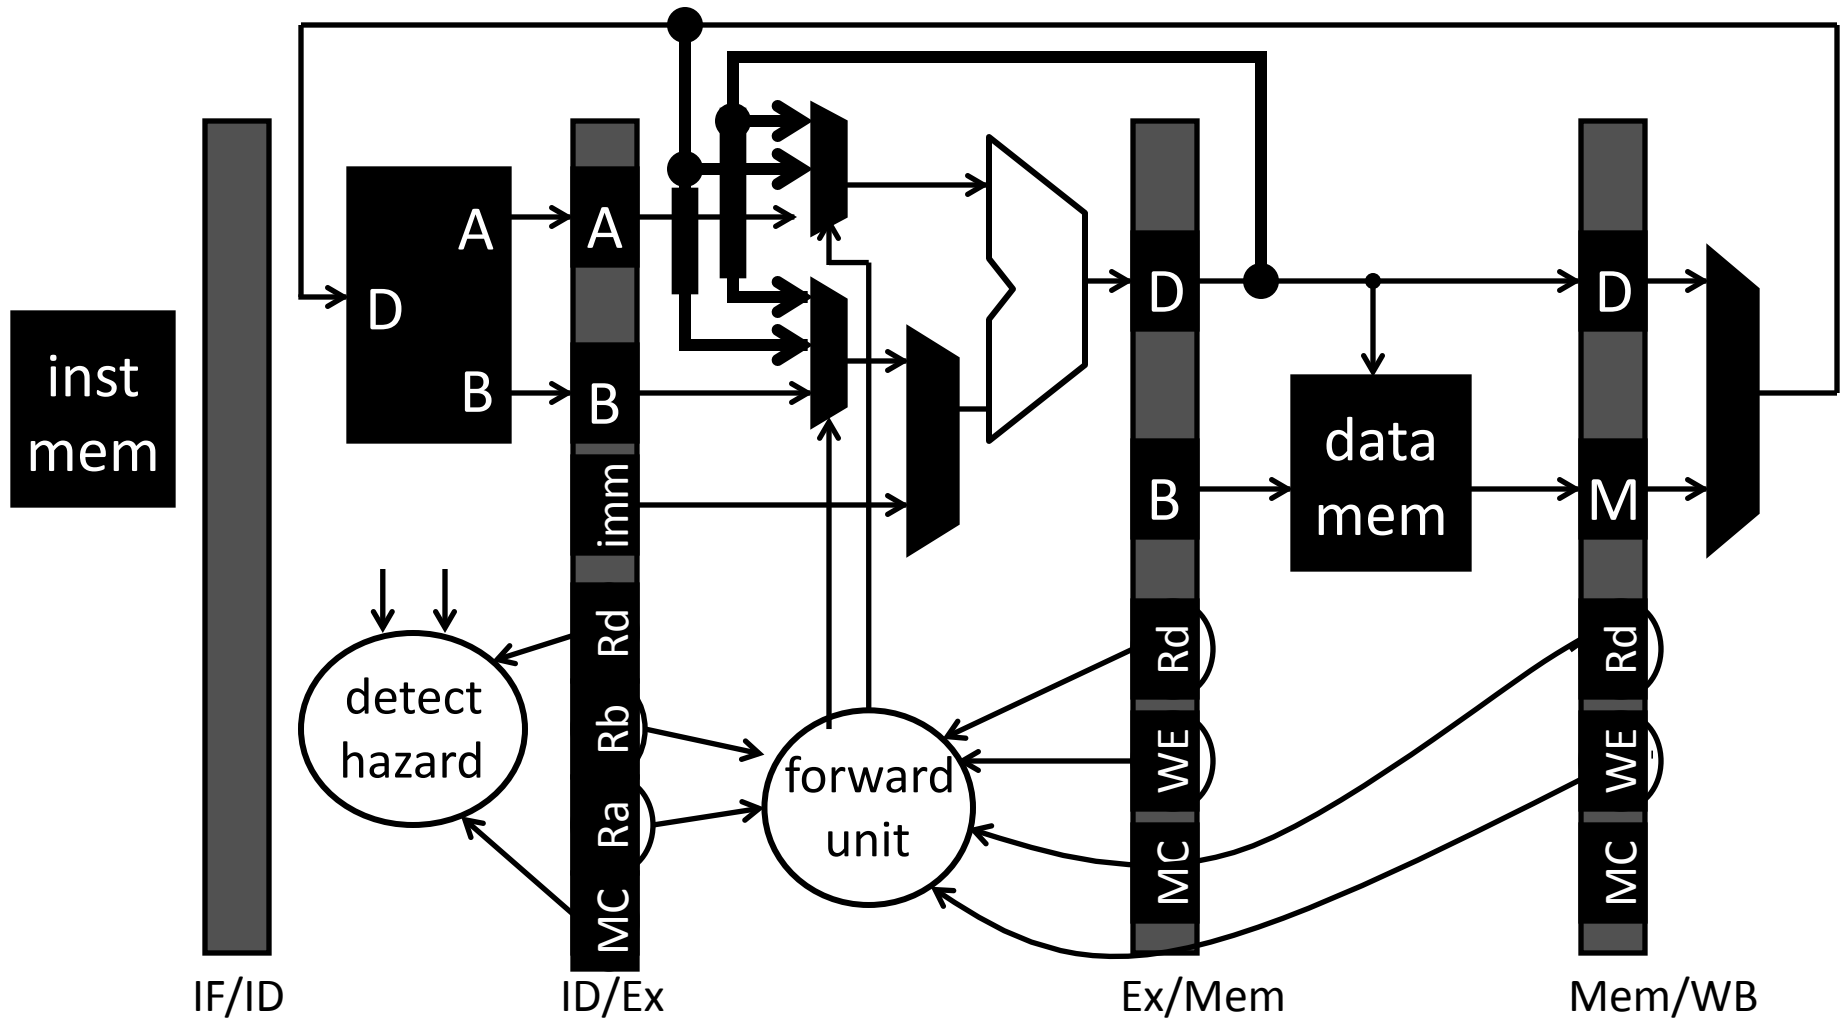 inst
mem
D
A
B
A
B
imm
Rd
Rb
Ra
MC
detect
hazard
forward
unit
D
B
Rd
WE
MC
data
mem
D
M
Rd
WE
MC
IF/ID
ID/Ex
Ex/Mem
Mem/WB